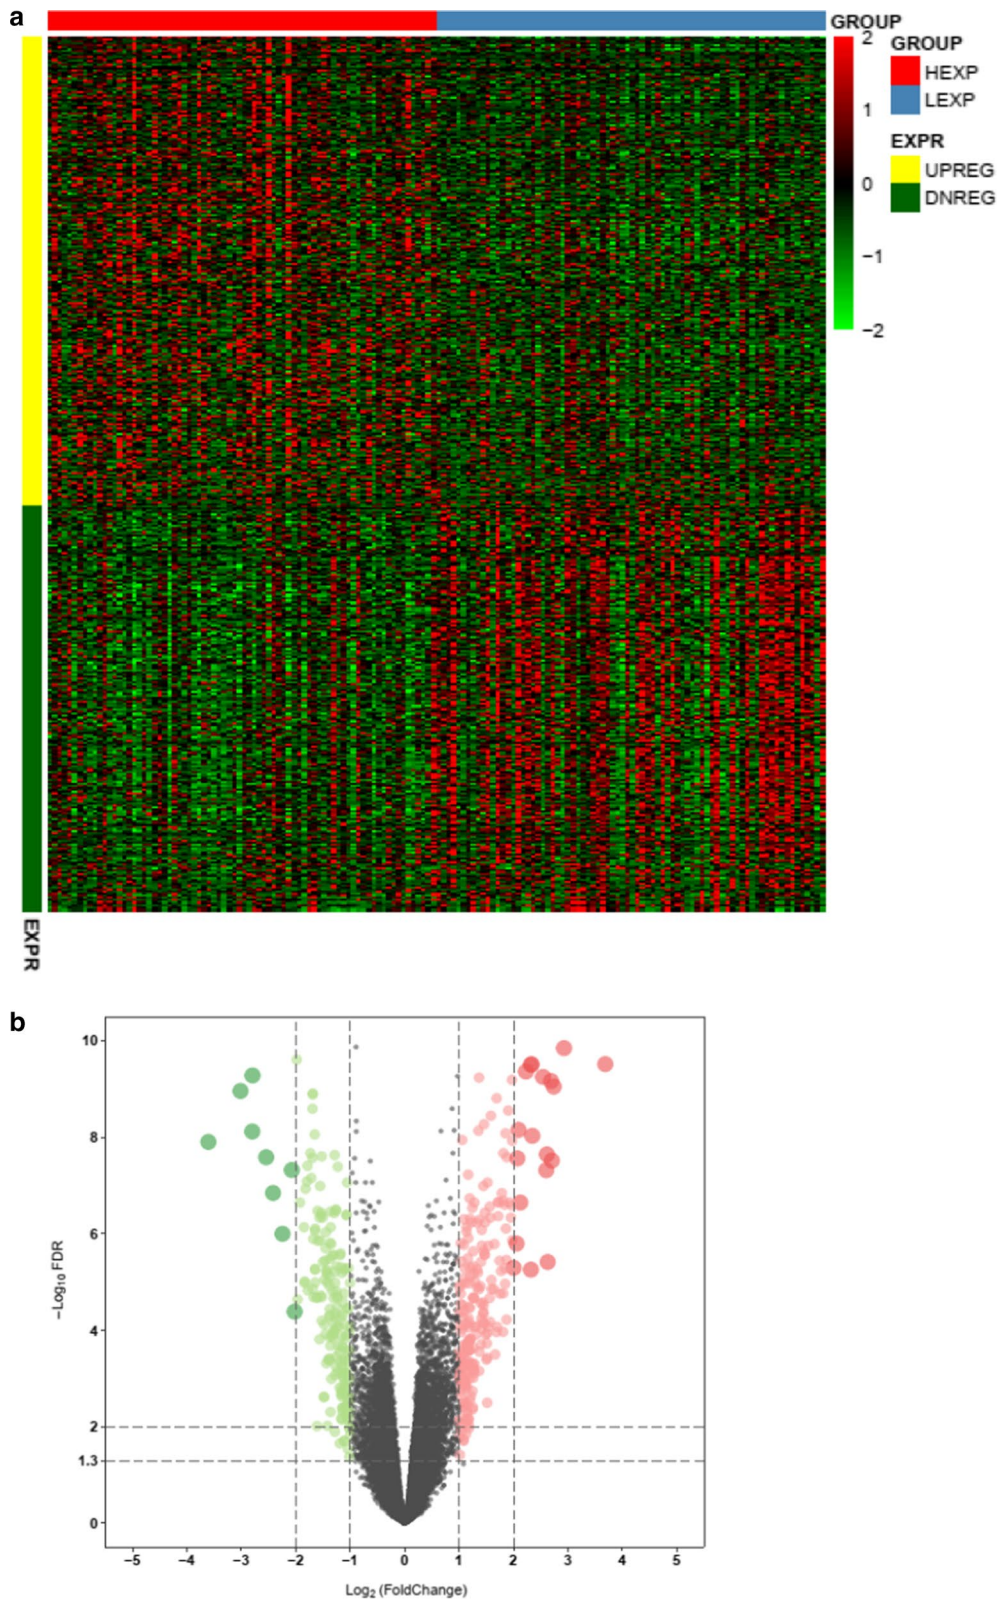 a
GROUP
2
1
0
−1
−2
GROUP
HEXP
LEXP
EXPR
UPREG
DNREG
EXPR
b
10
8
6
4
2
1.3
0
−Log10 FDR
−5 −4 −3 −2 −1 0 1 2 3 4 5
Log2 (FoldChange)